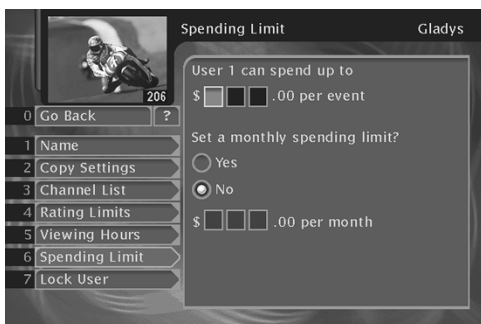 Spending Limit Gladys
206
0 Go Back ?
1 Name
2 Copy Settings
3 Channel List
4 Rating Limits
5 Viewing Hours
6 Spending Limit
7 Lock User
User 1 can spend up to
$ .00 per event
Set a monthly spending limit?
Yes
No
$ .00 per month